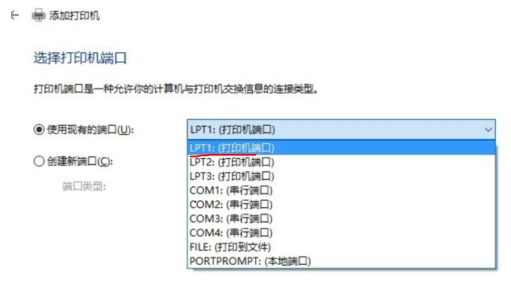 添加打印机
选择打印机端口
打印机端口是一种允许你的计算机与打印机交换信息的连接类型。
使用现有的端口(U):
LPT1: (打印机端口)
LPT1: (打印机端口)
LPT2: (打印机端口)
LPT3: (打印机端口)
COM1: (串行端口)
COM2: (串行端口)
COM3: (串行端口)
COM4: (串行端口)
FILE: (打印到文件)
PORTPROMPT: (本地端口)
创建新端口(C):
端口类型: